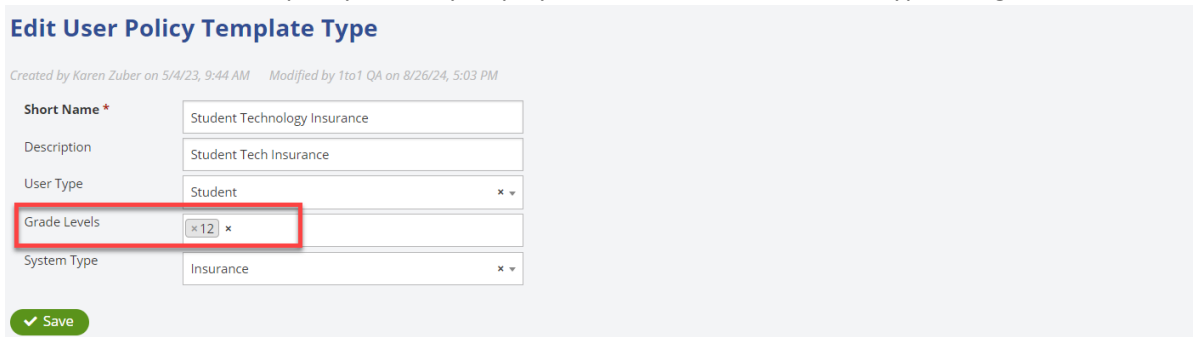 Edit User Policy Template Type
Created by Karen Zuber on 5/4/23, 9:44 AM Modified by 1to1 QA on 8/26/24, 5:03 PM
Short Name * Student Technology Insurance
Description Student Tech Insurance
User Type Student × 
Grade Levels ×12 ×
System Type Insurance ×
✔ Save